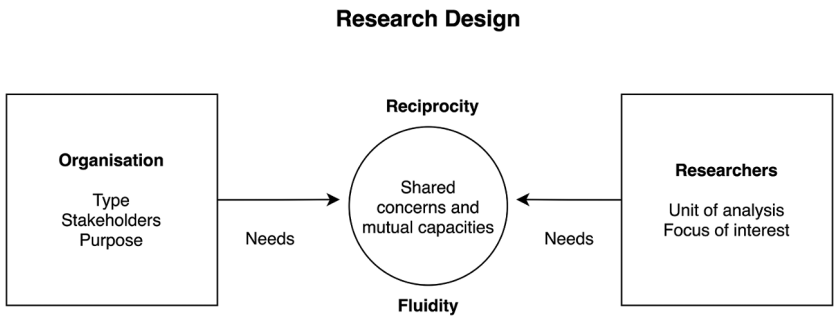 Research Design
Organisation
Type
Stakeholders
Purpose
Needs
Reciprocity
Shared
concerns and
mutual capacities
Fluidity
Needs
Researchers
Unit of analysis
Focus of interest